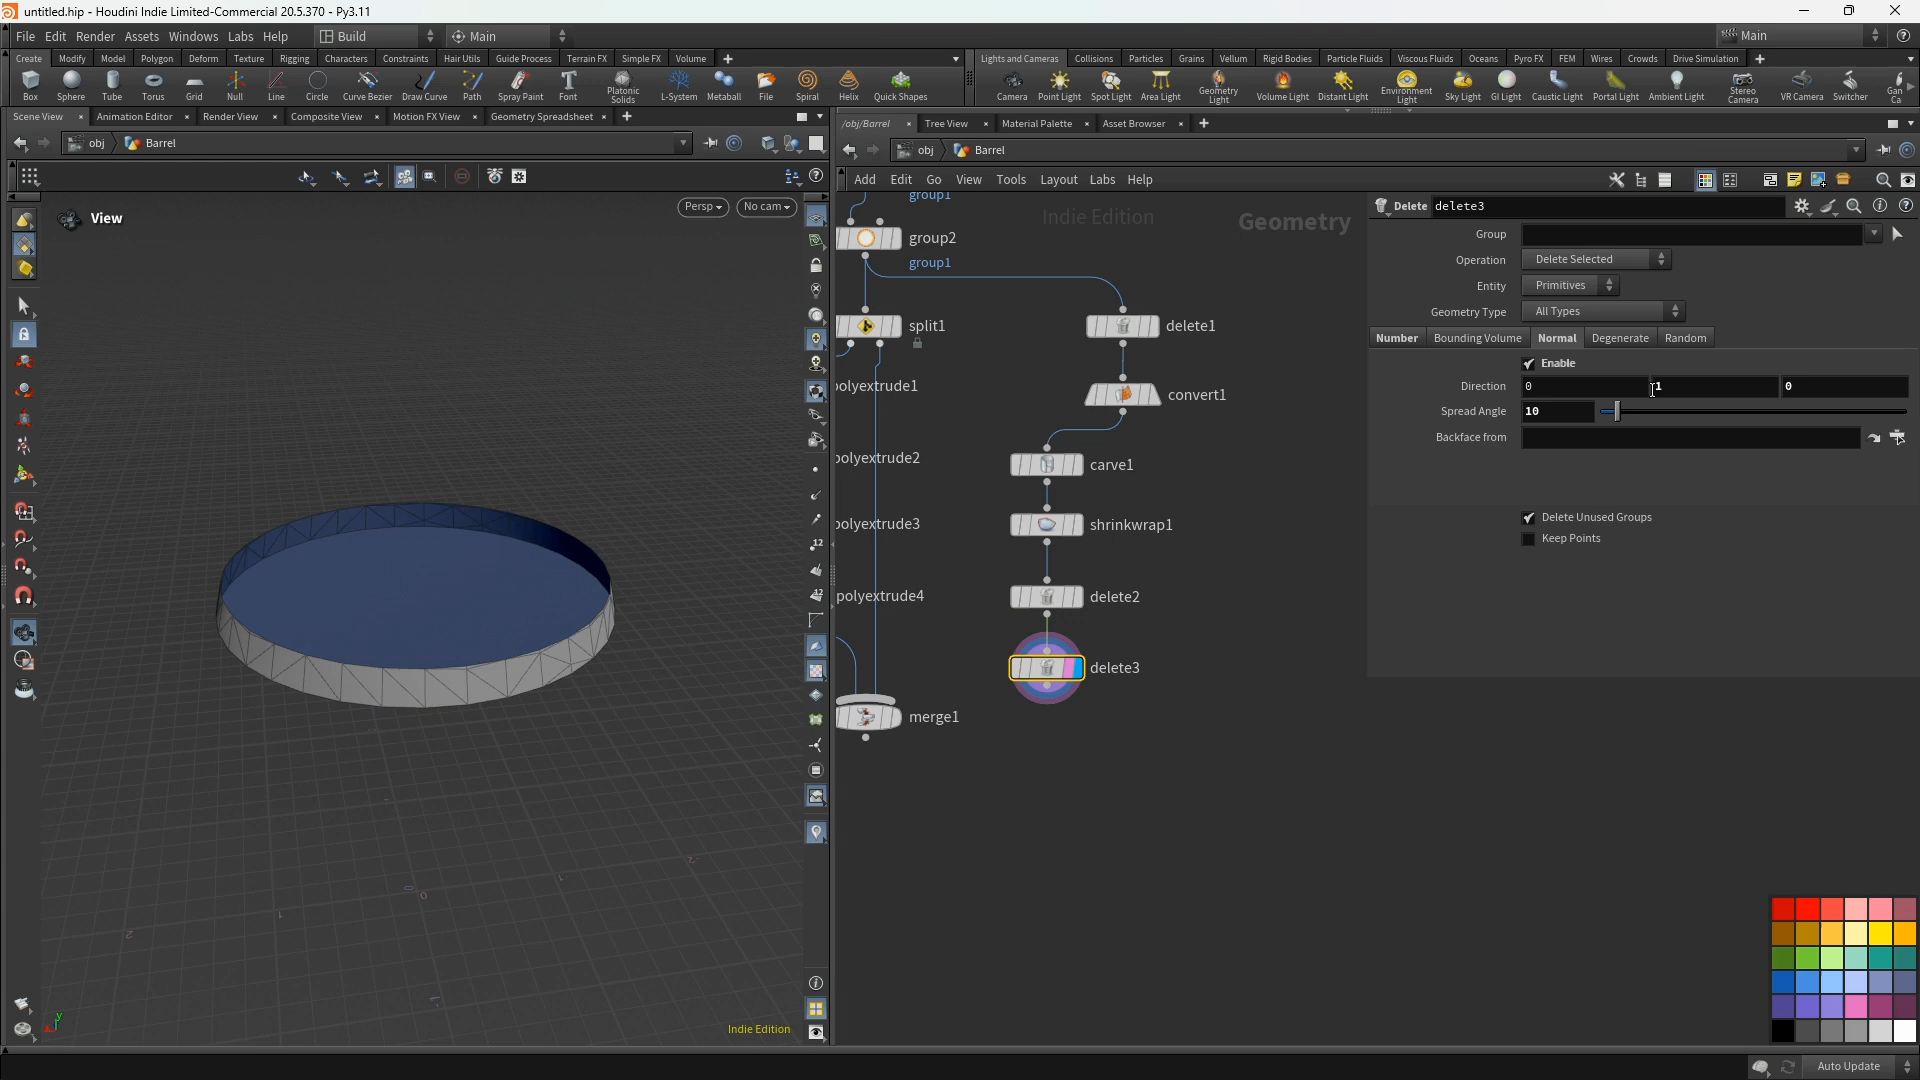 untitled.hip - Houdini Indie Limited-Commercial 20.5.370 - Py3.11
File Edit Render Assets Windows Labs Help Build Main Main
Create Modify Model Polygon Deform Texture Rigging Characters Constraints Hair Utils Guide Process Terrain FX Simple FX Volume
Lights and Cameras Collisions Particles Grains Vellum Rigid Bodies Particle Fluids Viscous Fluids Oceans Pyro FX FEM Wires Crowds Drive Simulation
Box Sphere Tube Torus Grid Null Line Circle Curve Bezier Draw Curve Path Spray Paint Font Platonic Solids L-System Metaball File Spiral Helix Quick Shapes
Camera Point Light Spot Light Area Light Geometry Light Volume Light Distant Light Environment Light Sky Light GI Light Caustic Light Portal Light Ambient Light Stereo Camera VR Camera Switcher Gan Ca
Scene View Animation Editor Render View Composite View Motion FX View Geometry Spreadsheet
/obj/Barrel Tree View Material Palette Asset Browser
obj Barrel
obj Barrel
Add Edit Go View Tools Layout Labs Help
View
Persp
No cam
group1
Indie Edition
Geometry
group2
group1
split1
delete1
polyextrude1
convert1
polyextrude2
carve1
polyextrude3
shrinkwrap1
polyextrude4
delete2
delete3
merge1
Delete delete3
Group
Operation Delete Selected
Entity Primitives
Geometry Type All Types
Number Bounding Volume Normal Degenerate Random
Enable
Direction 0 1 0
Spread Angle 10
Backface from
Delete Unused Groups
Keep Points
12
12
Indie Edition
y
Auto Update